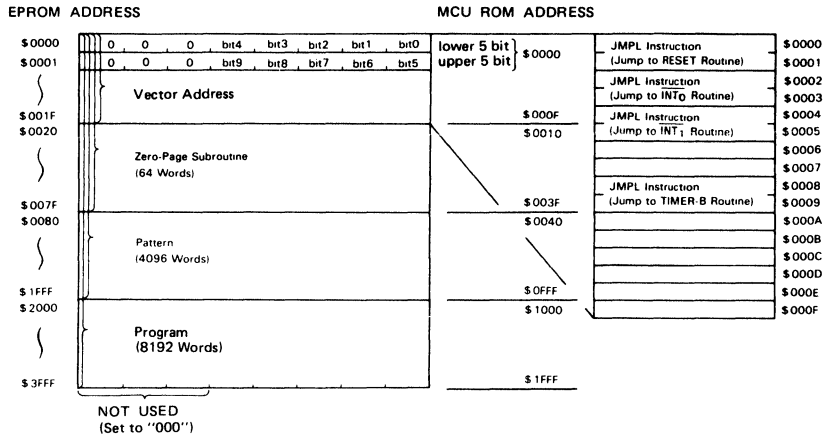 EPROM ADDRESS
MCU ROM ADDRESS
$0000 0 0 0 bit4 bit3 bit2 bit1 bit0 lower 5 bit $0000
$0001 0 0 0 bit9 bit8 bit7 bit6 bit5 upper 5 bit
Vector Address
$001F $000F
$0020 $0010
Zero-Page Subroutine
(64 Words)
$007F $003F
$0080 $0040
Pattern
(4096 Words)
$1FFF $0FFF
$2000 $1000
Program
(8192 Words)
$3FFF $1FFF
NOT USED
(Set to "000")
JMPL Instruction $0000
(Jump to RESET Routine) $0001
JMPL Instruction $0002
(Jump to INT0 Routine) $0003
JMPL Instruction $0004
(Jump to INT1 Routine) $0005
$0006
$0007
JMPL Instruction $0008
(Jump to TIMER-B Routine) $0009
$000A
$000B
$000C
$000D
$000E
$000F